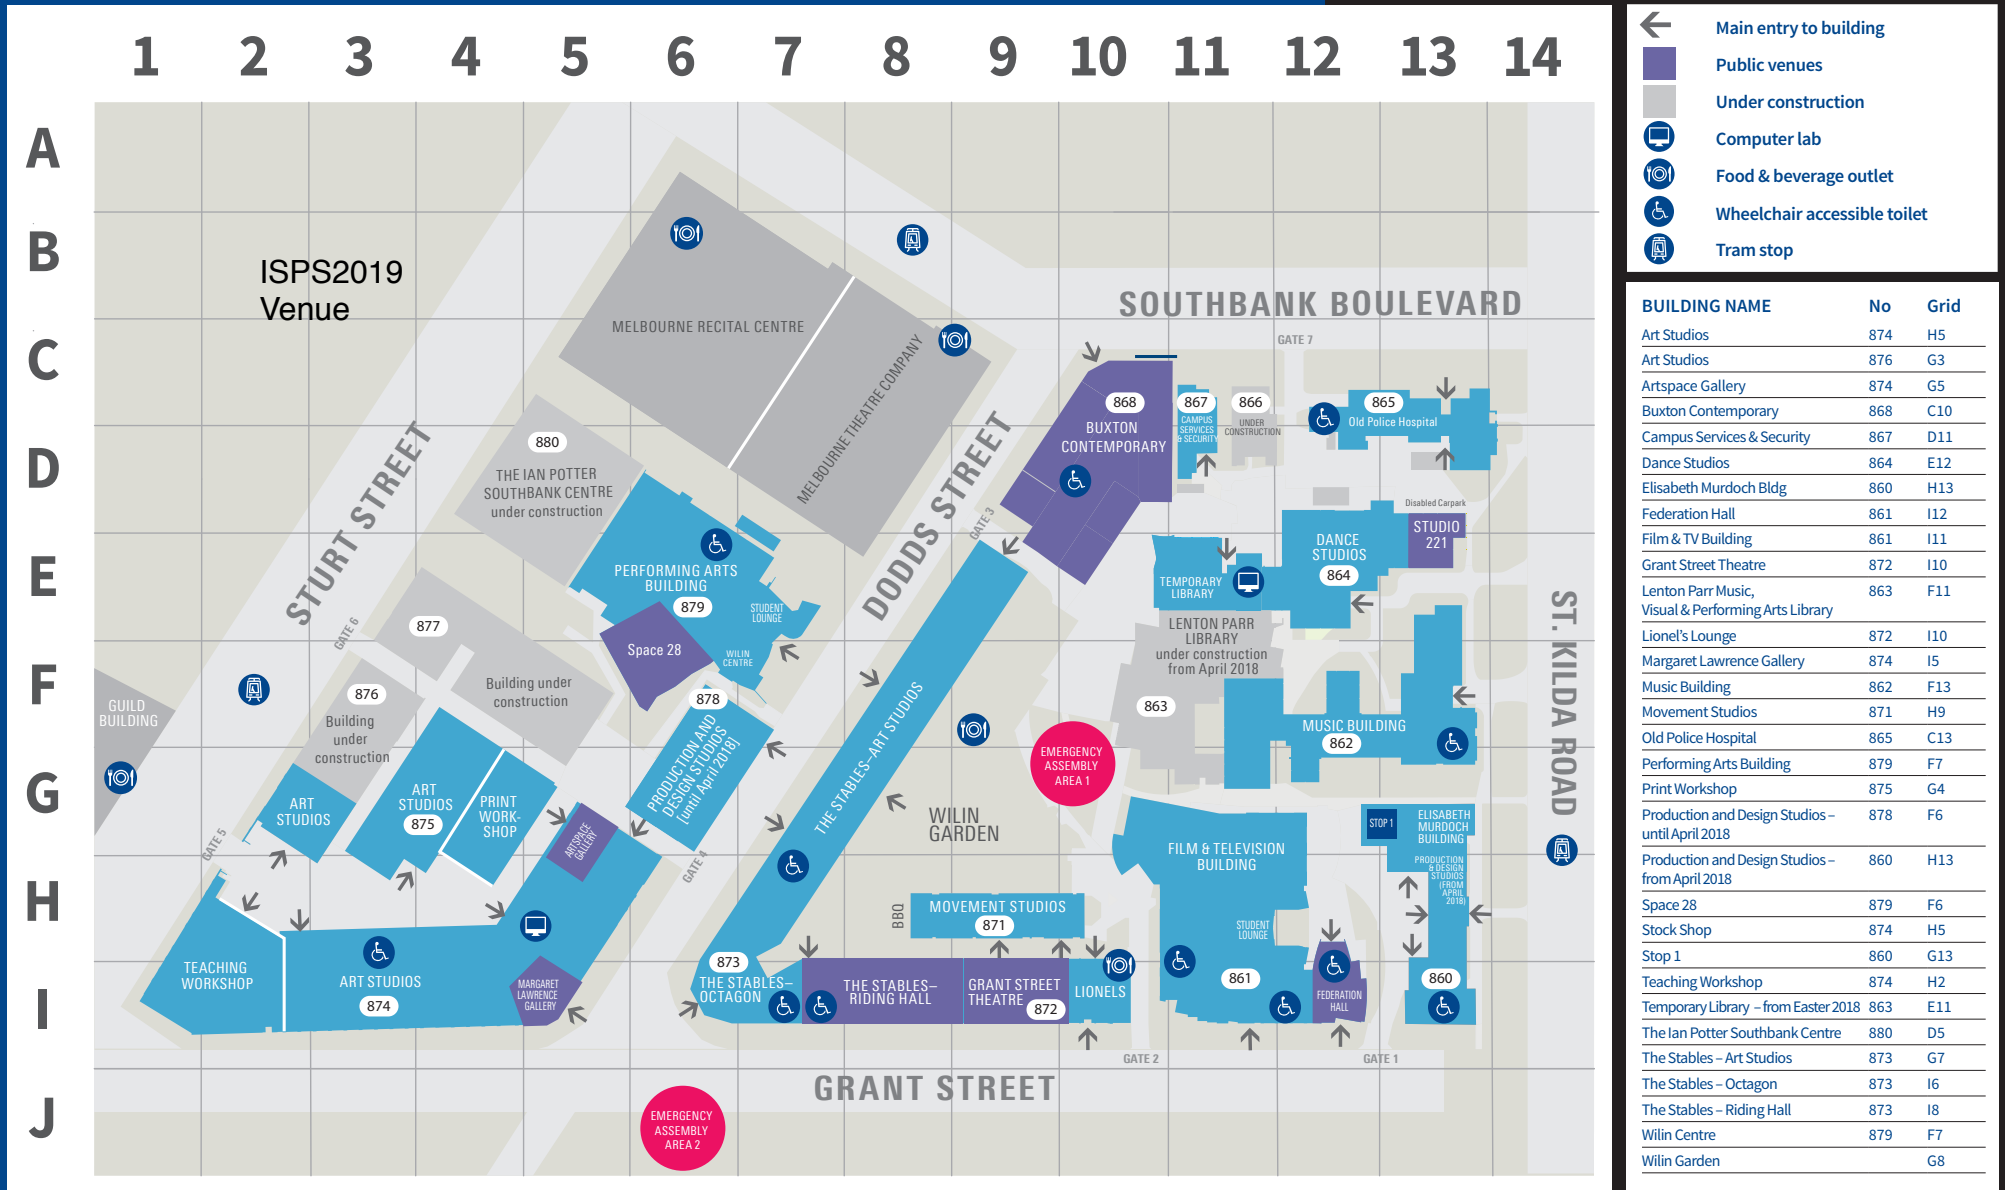 1 2 3 4 5 6 7 8 9 10 11 12 13 14
A
B
C
D
E
F
G
H
I
J
ISPS2019
Venue
MELBOURNE RECITAL CENTRE
MELBOURNE THEATRE COMPANY
SOUTHBANK BOULEVARD
GATE 7
STURT STREET
DODDS STREET
ST. KILDA ROAD
GRANT STREET
880
THE IAN POTTER
SOUTHBANK CENTRE
under construction
868
BUXTON
CONTEMPORARY
867
CAMPUS
SERVICES
& SECURITY
866
UNDER
CONSTRUCTION
865
Old Police Hospital
Disabled Carpark
STUDIO
221
DANCE
STUDIOS
864
GATE 3
PERFORMING ARTS
BUILDING
879
STUDENT
LOUNGE
WILIN
CENTRE
Space 28
TEMPORARY
LIBRARY
LENTON PARR
LIBRARY
under construction
from April 2018
863
877
GATE 6
Building under
construction
876
Building
under
construction
GUILD
BUILDING
878
PRODUCTION AND
DESIGN STUDIOS
[until April 2018]
THE STABLES–ART STUDIOS
MUSIC BUILDING
862
EMERGENCY
ASSEMBLY
AREA 1
WILIN
GARDEN
ART
STUDIOS
ART
STUDIOS
875
PRINT
WORK-
SHOP
ARTSPACE
GALLERY
GATE 5
GATE 4
FILM & TELEVISION
BUILDING
STUDENT
LOUNGE
861
STOP 1
ELISABETH
MURDOCH
BUILDING
PRODUCTION
& DESIGN
STUDIOS
(FROM
APRIL
2018)
860
BBQ
MOVEMENT STUDIOS
871
TEACHING
WORKSHOP
ART STUDIOS
874
MARGARET
LAWRENCE
GALLERY
873
THE STABLES–
OCTAGON
THE STABLES–
RIDING HALL
GRANT STREET
THEATRE
872
LIONELS
FEDERATION
HALL
GATE 2
GATE 1
EMERGENCY
ASSEMBLY
AREA 2
Main entry to building
Public venues
Under construction
Computer lab
Food & beverage outlet
Wheelchair accessible toilet
Tram stop
BUILDING NAME No Grid
Art Studios 874 H5
Art Studios 876 G3
Artspace Gallery 874 G5
Buxton Contemporary 868 C10
Campus Services & Security 867 D11
Dance Studios 864 E12
Elisabeth Murdoch Bldg 860 H13
Federation Hall 861 I12
Film & TV Building 861 I11
Grant Street Theatre 872 I10
Lenton Parr Music, 863 F11
Visual & Performing Arts Library
Lionel's Lounge 872 I10
Margaret Lawrence Gallery 874 I5
Music Building 862 F13
Movement Studios 871 H9
Old Police Hospital 865 C13
Performing Arts Building 879 F7
Print Workshop 875 G4
Production and Design Studios – 878 F6
until April 2018
Production and Design Studios – 860 H13
from April 2018
Space 28 879 F6
Stock Shop 874 H5
Stop 1 860 G13
Teaching Workshop 874 H2
Temporary Library – from Easter 2018 863 E11
The Ian Potter Southbank Centre 880 D5
The Stables – Art Studios 873 G7
The Stables – Octagon 873 I6
The Stables – Riding Hall 873 I8
Wilin Centre 879 F7
Wilin Garden G8